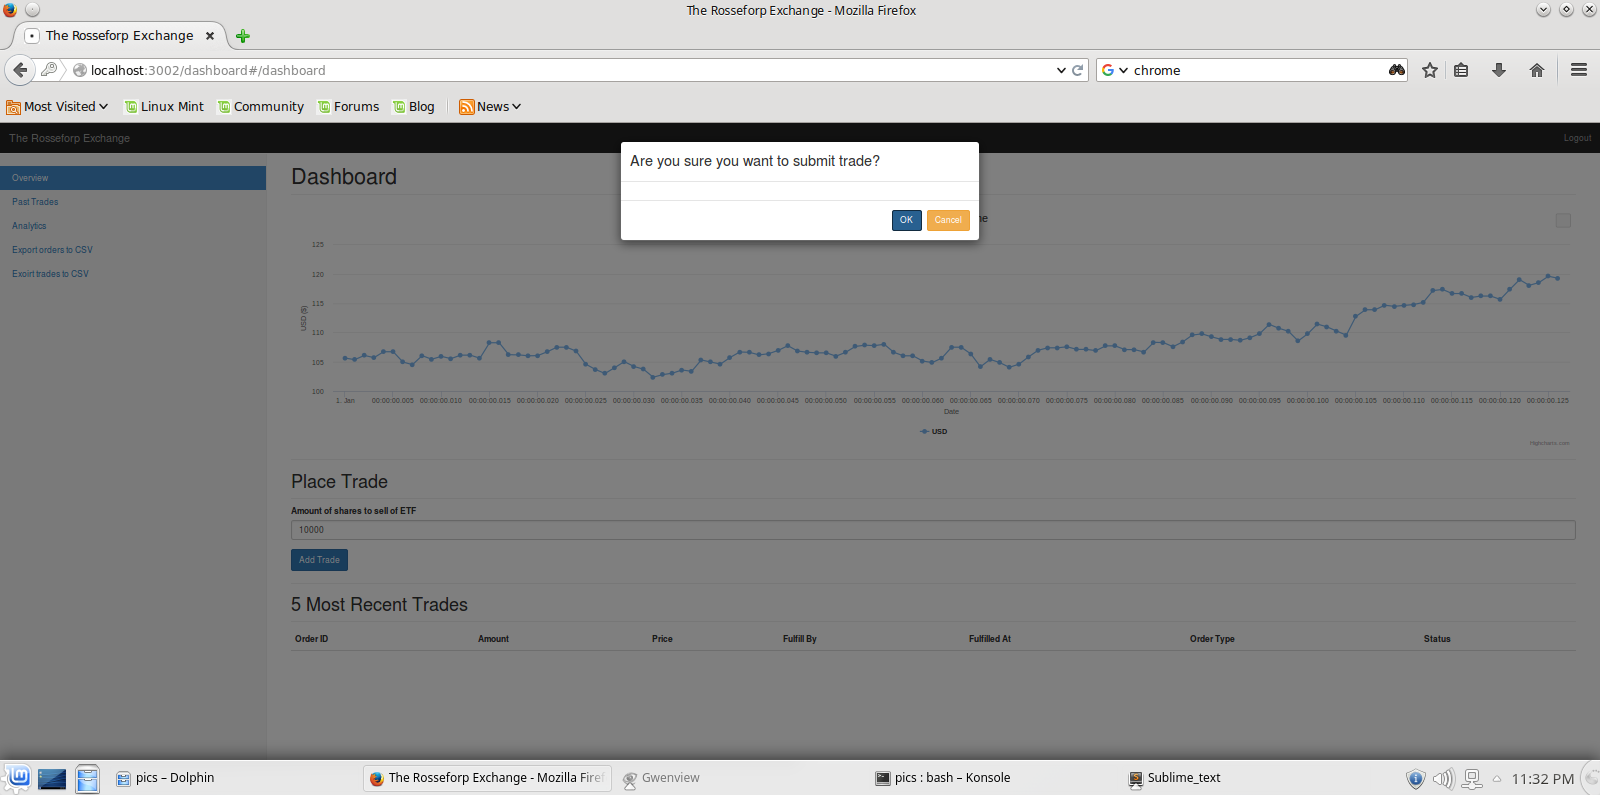 The Rosseforp Exchange - Mozilla Firefox
The Rosseforp Exchange
localhost:3002/dashboard#/dashboard
chrome
Most Visited
Linux Mint
Community
Forums
Blog
News
The Rosseforp Exchange
Logout
Are you sure you want to submit trade?
OK
Cancel
Overview
Past Trades
Analytics
Export orders to CSV
Exoirt trades to CSV
Dashboard
125
120
115
110
105
100
USD ($)
1. Jan 00:00:00.005 00:00:00.010 00:00:00.015 00:00:00.020 00:00:00.025 00:00:00.030 00:00:00.035 00:00:00.040 00:00:00.045 00:00:00.050 00:00:00.055 00:00:00.060 00:00:00.065 00:00:00.070 00:00:00.075 00:00:00.080 00:00:00.085 00:00:00.090 00:00:00.095 00:00:00.100 00:00:00.105 00:00:00.110 00:00:00.115 00:00:00.120 00:00:00.125
Date
USD
Highcharts.com
Place Trade
Amount of shares to sell of ETF
10000
Add Trade
5 Most Recent Trades
Order ID Amount Price Fulfill By Fulfilled At Order Type Status
pics – Dolphin
The Rosseforp Exchange - Mozilla Firef
Gwenview
pics : bash – Konsole
Sublime_text
11:32 PM